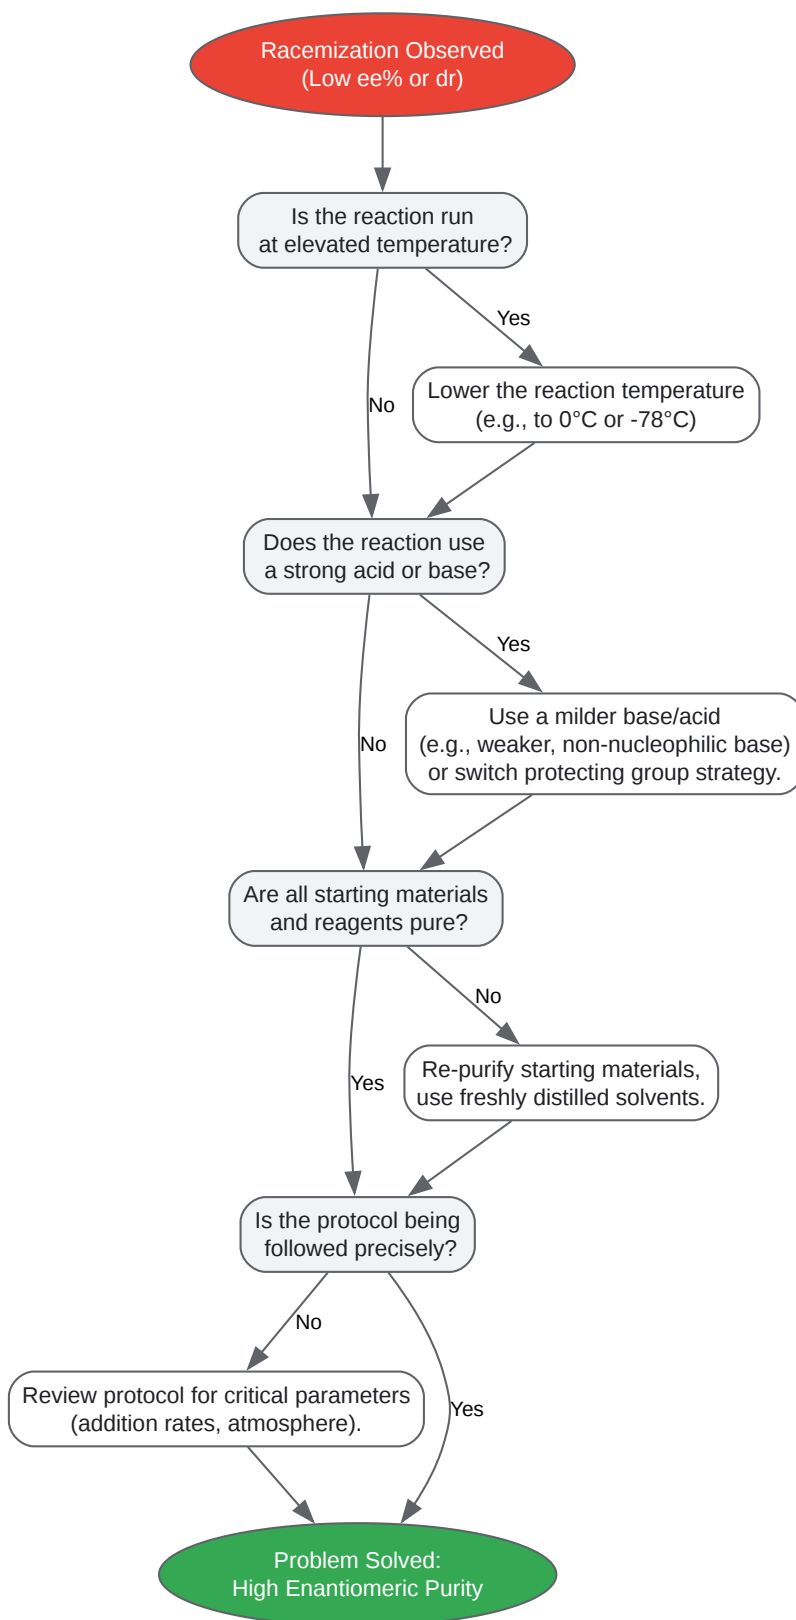 Racemization Observed
(Low ee% or dr)
Is the reaction run
at elevated temperature?
Yes
Lower the reaction temperature
(e.g., to 0°C or -78°C)
No
Does the reaction use
a strong acid or base?
Yes
Use a milder base/acid
(e.g., weaker, non-nucleophilic base)
or switch protecting group strategy.
No
Are all starting materials
and reagents pure?
No
Re-purify starting materials,
use freshly distilled solvents.
Yes
Is the protocol being
followed precisely?
No
Review protocol for critical parameters
(addition rates, atmosphere).
Yes
Problem Solved:
High Enantiomeric Purity